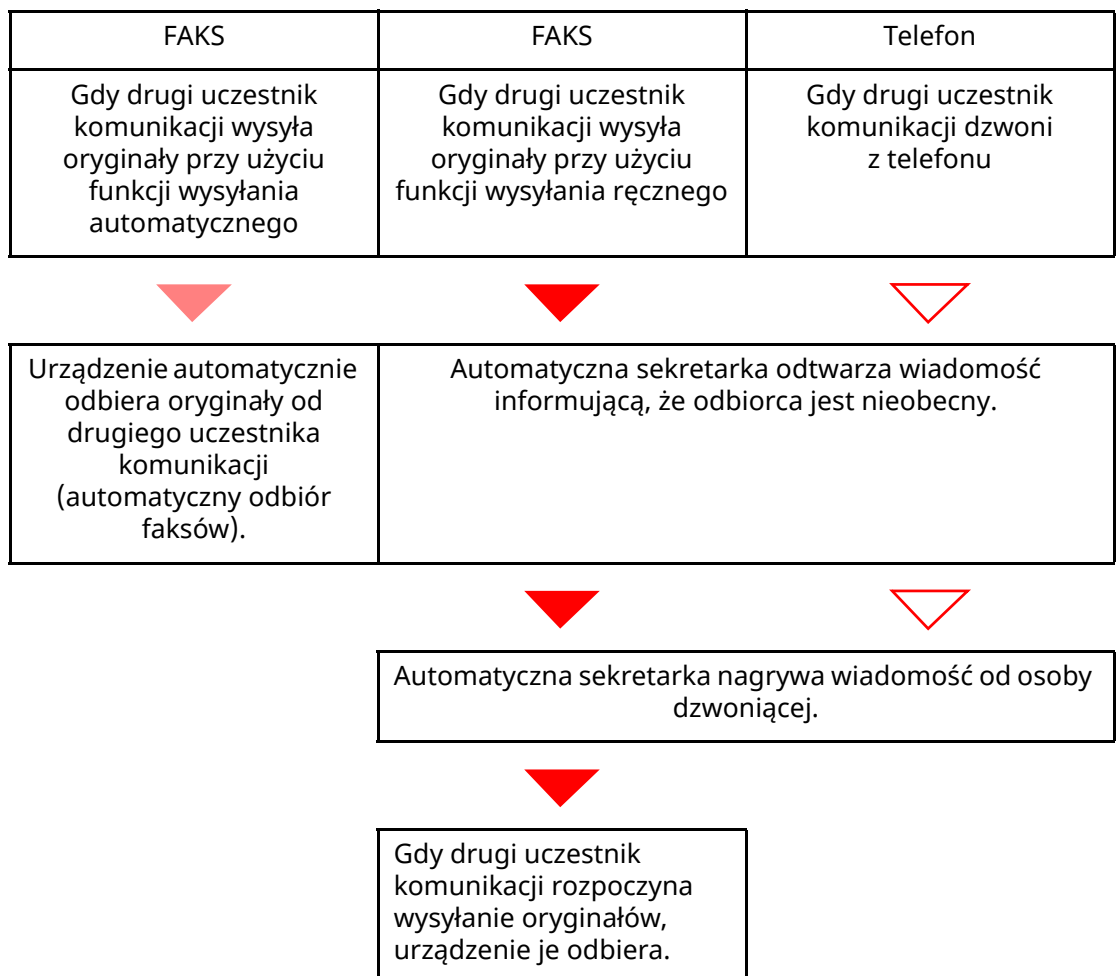 FAKS
FAKS
Telefon
Gdy drugi uczestnik
komunikacji wysyła
oryginały przy użyciu
funkcji wysyłania
automatycznego
Gdy drugi uczestnik
komunikacji wysyła
oryginały przy użyciu
funkcji wysyłania ręcznego
Gdy drugi uczestnik
komunikacji dzwoni
z telefonu
Urządzenie automatycznie
odbiera oryginały od
drugiego uczestnika
komunikacji
(automatyczny odbiór
faksów).
Automatyczna sekretarka odtwarza wiadomość
informującą, że odbiorca jest nieobecny.
Automatyczna sekretarka nagrywa wiadomość od osoby
dzwoniącej.
Gdy drugi uczestnik
komunikacji rozpoczyna
wysyłanie oryginałów,
urządzenie je odbiera.